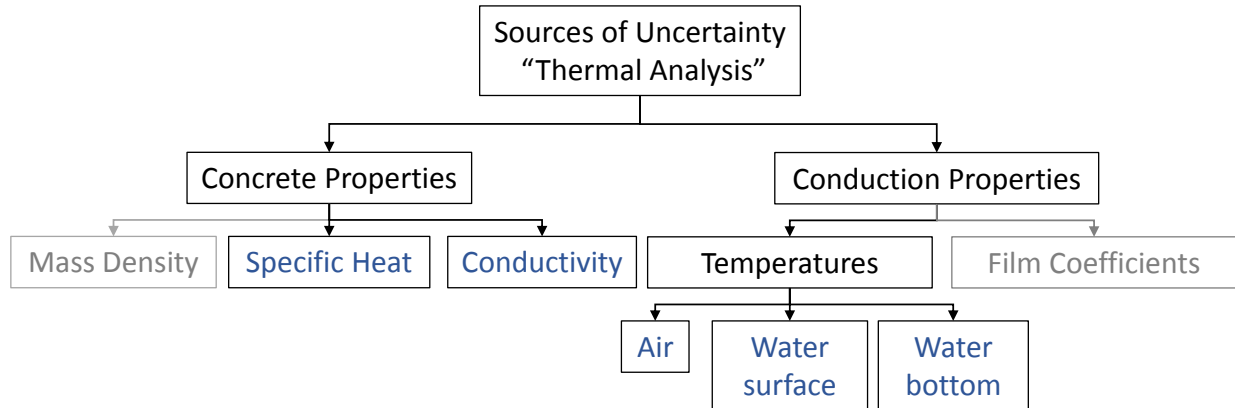 Sources of Uncertainty
“Thermal Analysis”
Concrete Properties
Conduction Properties
Mass Density
Specific Heat
Conductivity
Temperatures
Film Coefficients
Air
Water
surface
Water
bottom